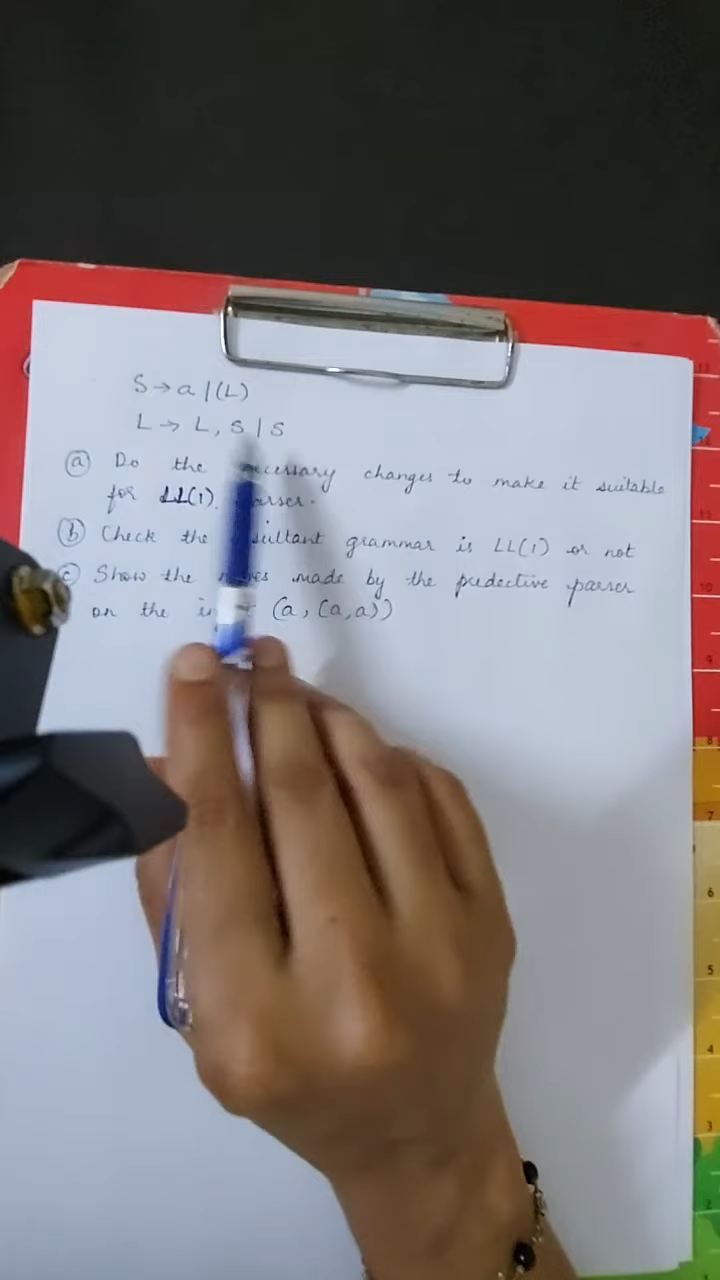 S → a | (L)
L → L, S | S
(a) Do the changes to make it suitable
for LL(1)
(b) Check the grammar is LL(1) or not
(c) Show the made by the predective parser
on the (a, (a,a))